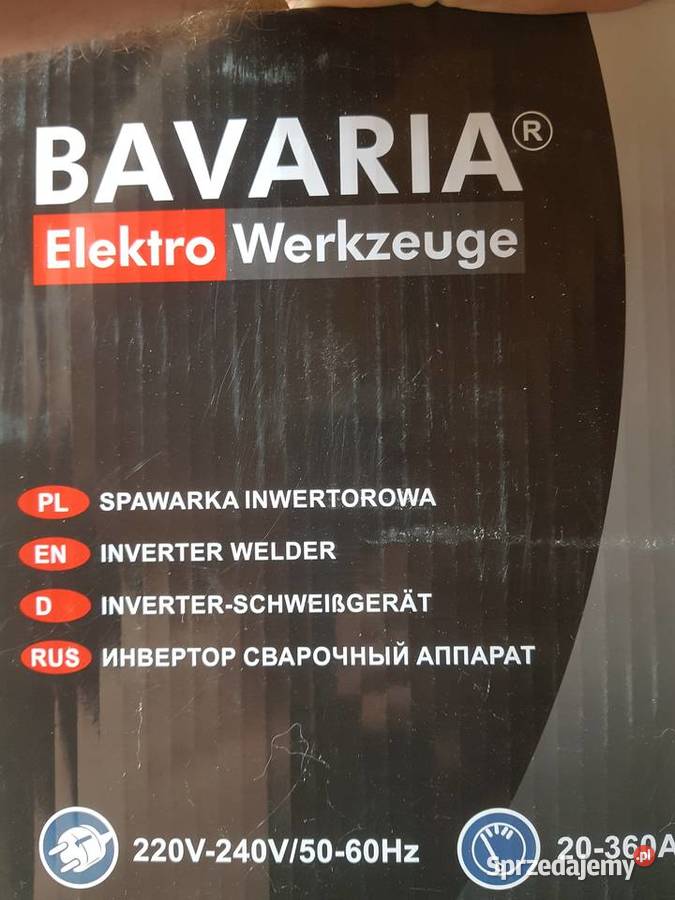 BAVARIA®
Elektro Werkzeuge
PL SPAWARKA INWERTOROWA
EN INVERTER WELDER
D INVERTER-SCHWEIßGERÄT
RUS ИНВЕРТОР СВАРОЧНЫЙ АППАРАТ
220V-240V/50-60Hz 20-360A
Sprzedajemy.pl